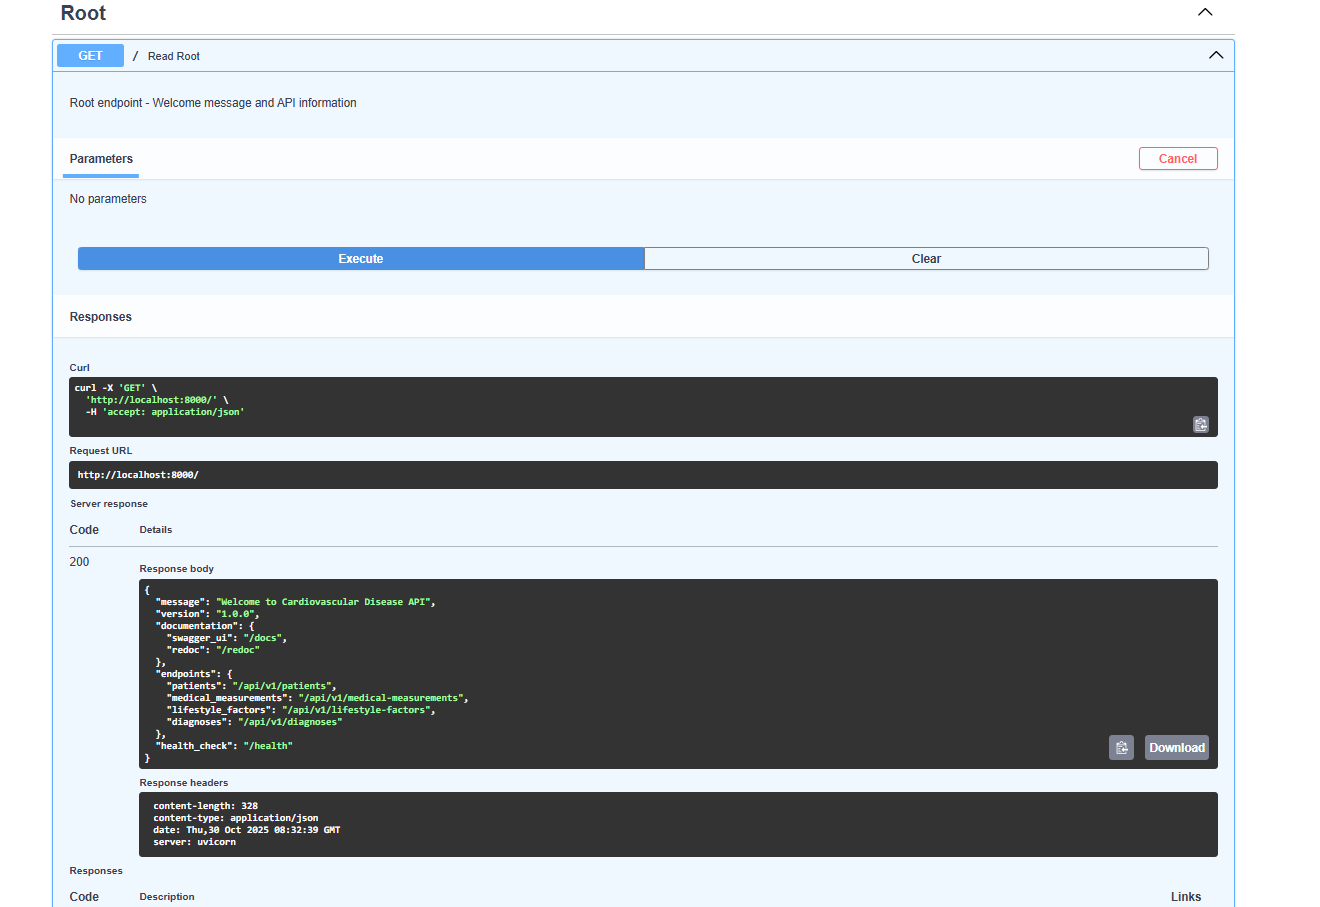 Root
GET / Read Root
Root endpoint - Welcome message and API information
Parameters
Cancel
No parameters
Execute
Clear
Responses
Curl
curl -X 'GET' \
  'http://localhost:8000/' \
  -H 'accept: application/json'
Request URL
http://localhost:8000/
Server response
Code Details
200
Response body
{
  "message": "Welcome to Cardiovascular Disease API",
  "version": "1.0.0",
  "documentation": {
    "swagger_ui": "/docs",
    "redoc": "/redoc"
  },
  "endpoints": {
    "patients": "/api/v1/patients",
    "medical_measurements": "/api/v1/medical-measurements",
    "lifestyle_factors": "/api/v1/lifestyle-factors",
    "diagnoses": "/api/v1/diagnoses"
  },
  "health_check": "/health"
}
Download
Response headers
content-length: 328
content-type: application/json
date: Thu,30 Oct 2025 08:32:39 GMT
server: uvicorn
Responses
Code Description Links